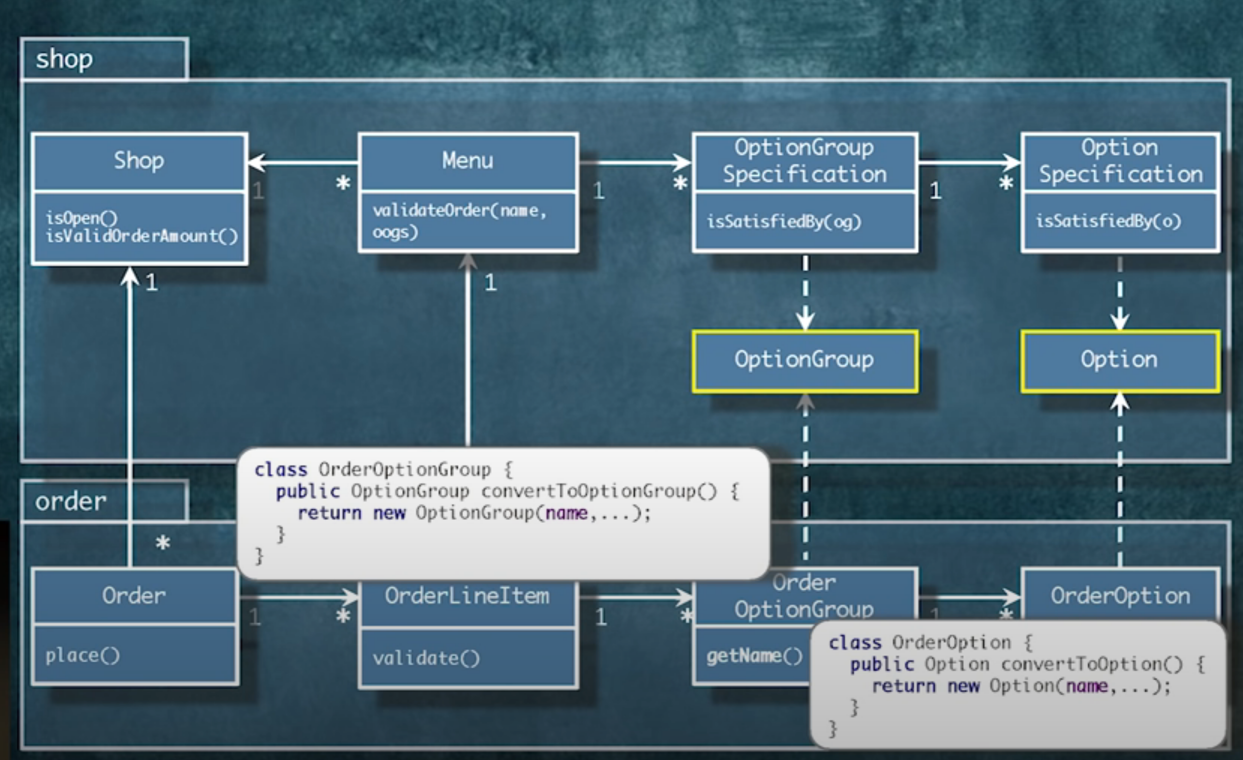 shop
Shop
isOpen()
isValidOrderAmount()
1
*
Menu
validateOrder(name,
oogs)
1
*
OptionGroup
Specification
isSatisfiedBy(og)
1
*
Option
Specification
isSatisfiedBy(o)
1
1
OptionGroup
Option
class OrderOptionGroup {
public OptionGroup convertToOptionGroup() {
return new OptionGroup(name,...);
}
}
order
*
Order
place()
1
*
OrderLineItem
validate()
1
*
Order
OptionGroup
getName()
1
*
OrderOption
class OrderOption {
public Option convertToOption() {
return new Option(name,...);
}
}